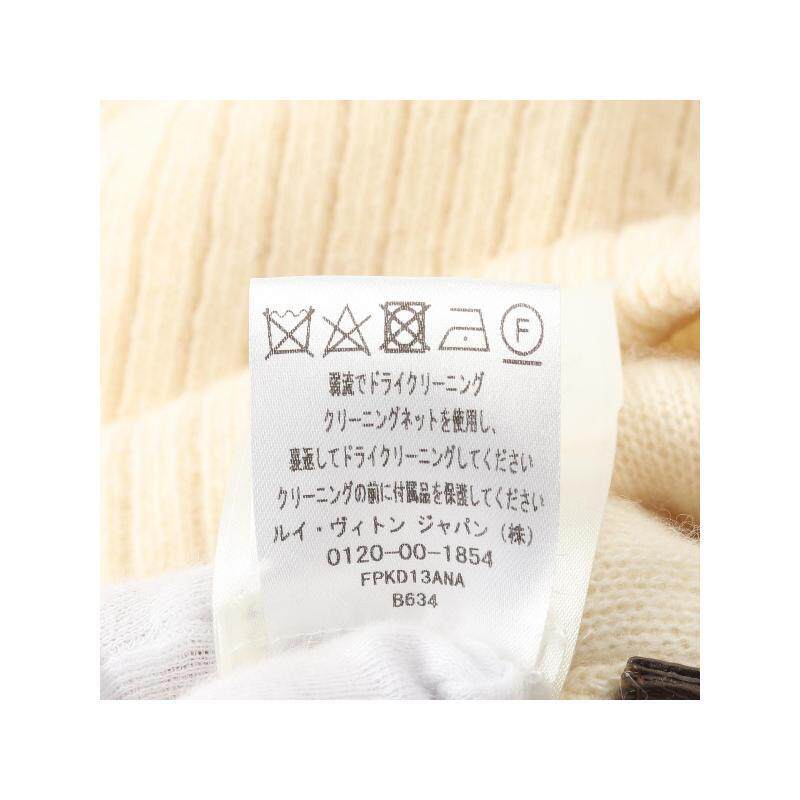 F
弱流でドライクリーニング
クリーニングネットを使用し、
裏返してドライクリーニングしてください
クリーニングの前に付属品を保護してください
ルイ・ヴィトン ジャパン (株)
0120-00-1854
FPKD13ANA
B634